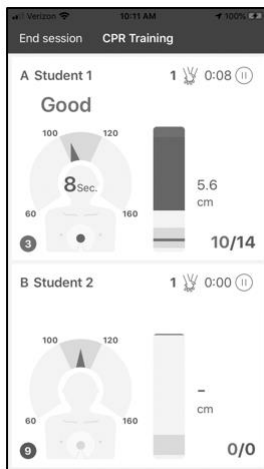 Verizon 10:11 AM 100%
End session CPR Training
A Student 1 1 0:08
Good
100 120
8Sec.
5.6
cm
60 160
3 10/14
B Student 2 1 0:00
100 120
-
cm
60 160
9 0/0